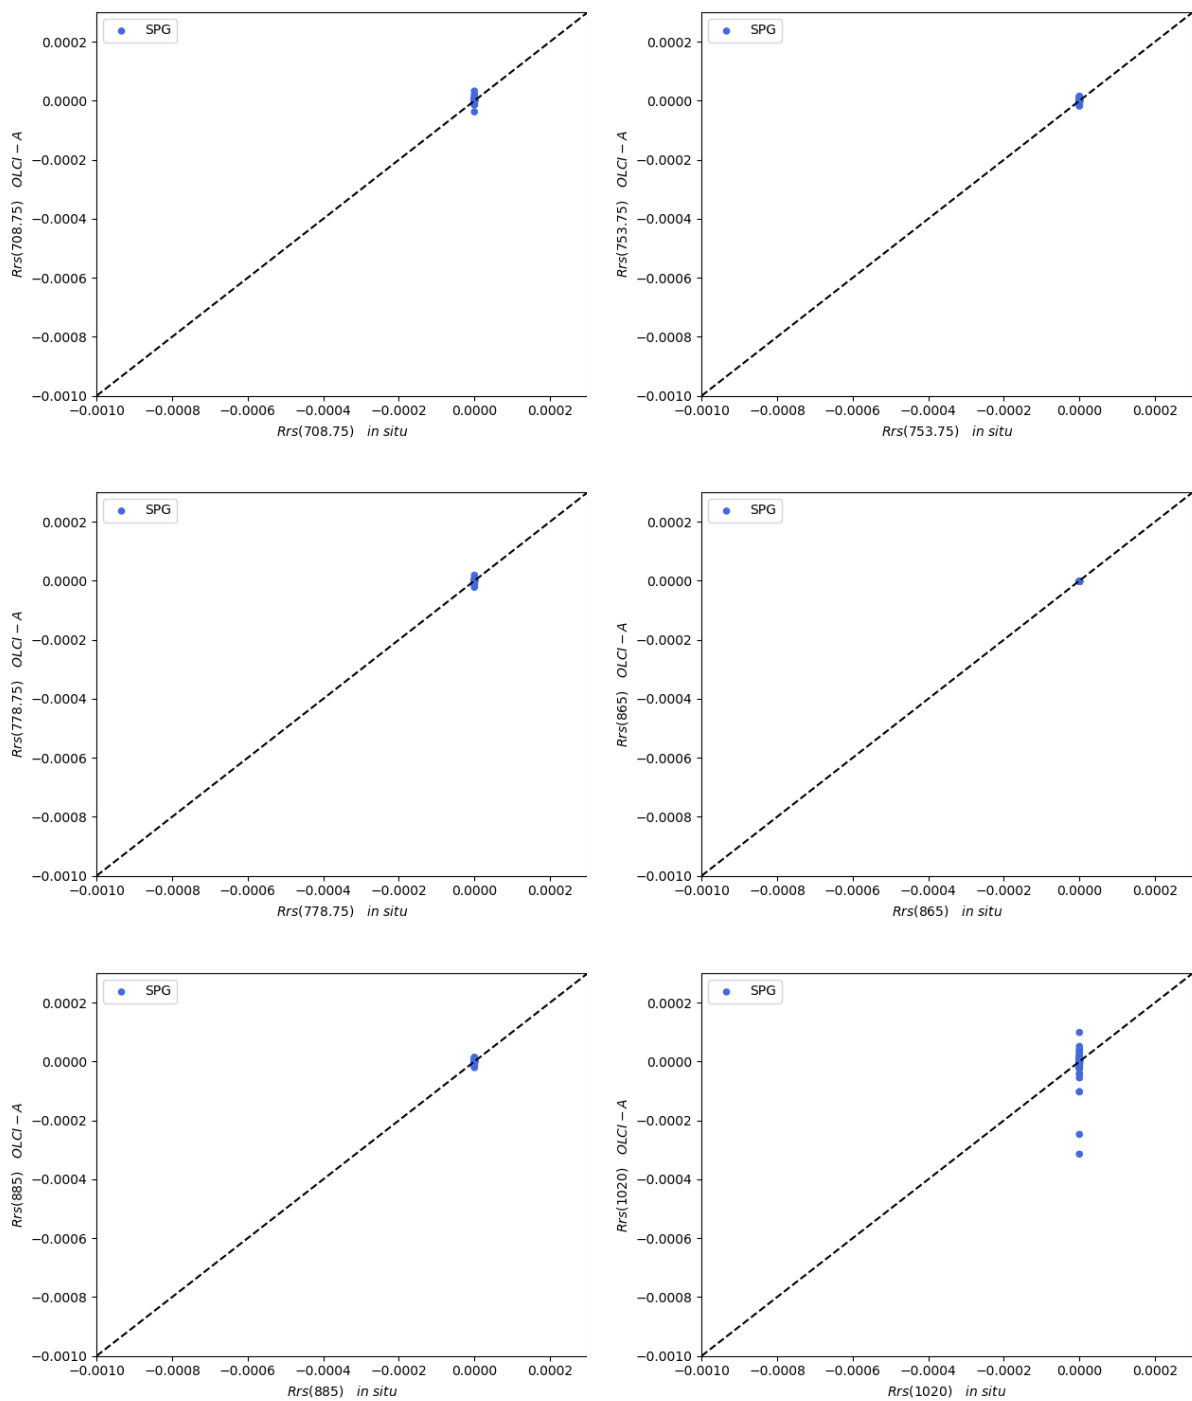 SPG
0.0002
0.0000
−0.0002
−0.0004
−0.0006
−0.0008
−0.0010
Rrs(708.75) OLCI − A
−0.0010 −0.0008 −0.0006 −0.0004 −0.0002 0.0000 0.0002
Rrs(708.75) in situ
SPG
0.0002
0.0000
−0.0002
−0.0004
−0.0006
−0.0008
−0.0010
Rrs(753.75) OLCI − A
−0.0010 −0.0008 −0.0006 −0.0004 −0.0002 0.0000 0.0002
Rrs(753.75) in situ
SPG
0.0002
0.0000
−0.0002
−0.0004
−0.0006
−0.0008
−0.0010
Rrs(778.75) OLCI − A
−0.0010 −0.0008 −0.0006 −0.0004 −0.0002 0.0000 0.0002
Rrs(778.75) in situ
SPG
0.0002
0.0000
−0.0002
−0.0004
−0.0006
−0.0008
−0.0010
Rrs(865) OLCI − A
−0.0010 −0.0008 −0.0006 −0.0004 −0.0002 0.0000 0.0002
Rrs(865) in situ
SPG
0.0002
0.0000
−0.0002
−0.0004
−0.0006
−0.0008
−0.0010
Rrs(885) OLCI − A
−0.0010 −0.0008 −0.0006 −0.0004 −0.0002 0.0000 0.0002
Rrs(885) in situ
SPG
0.0002
0.0000
−0.0002
−0.0004
−0.0006
−0.0008
−0.0010
Rrs(1020) OLCI − A
−0.0010 −0.0008 −0.0006 −0.0004 −0.0002 0.0000 0.0002
Rrs(1020) in situ